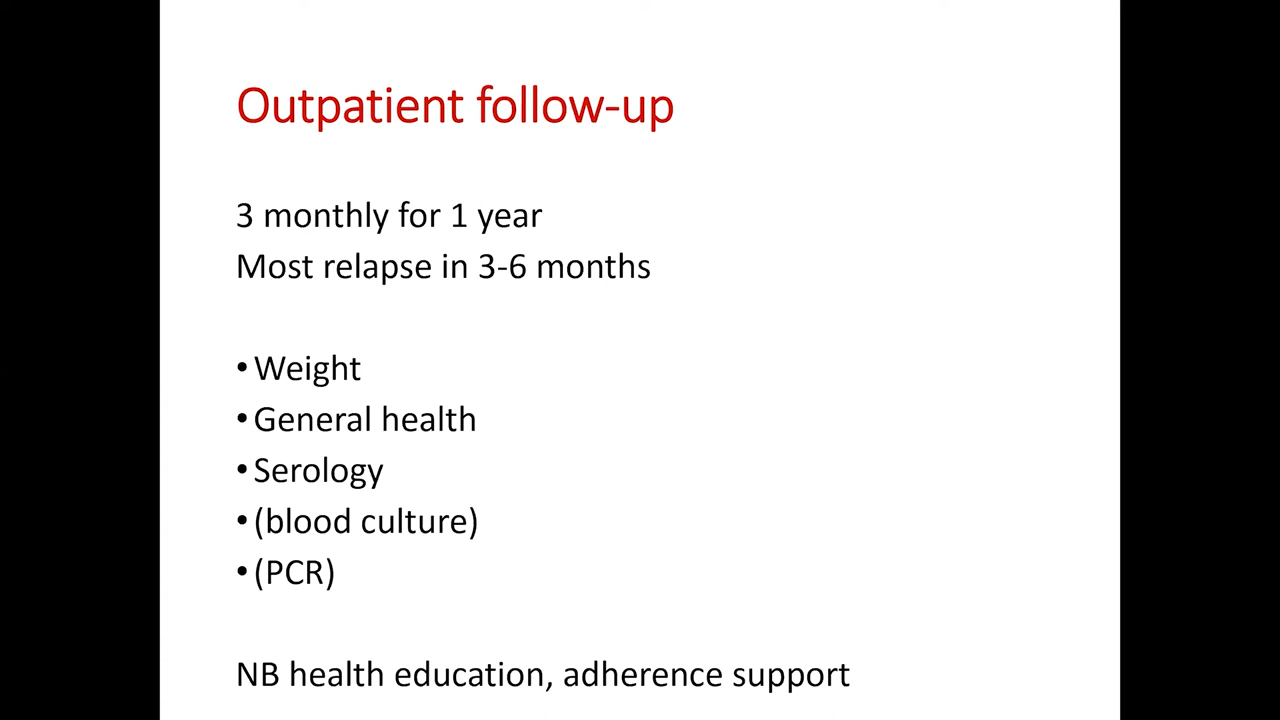 Outpatient follow-up
3 monthly for 1 year
Most relapse in 3-6 months
• Weight
• General health
• Serology
• (blood culture)
• (PCR)
NB health education, adherence support